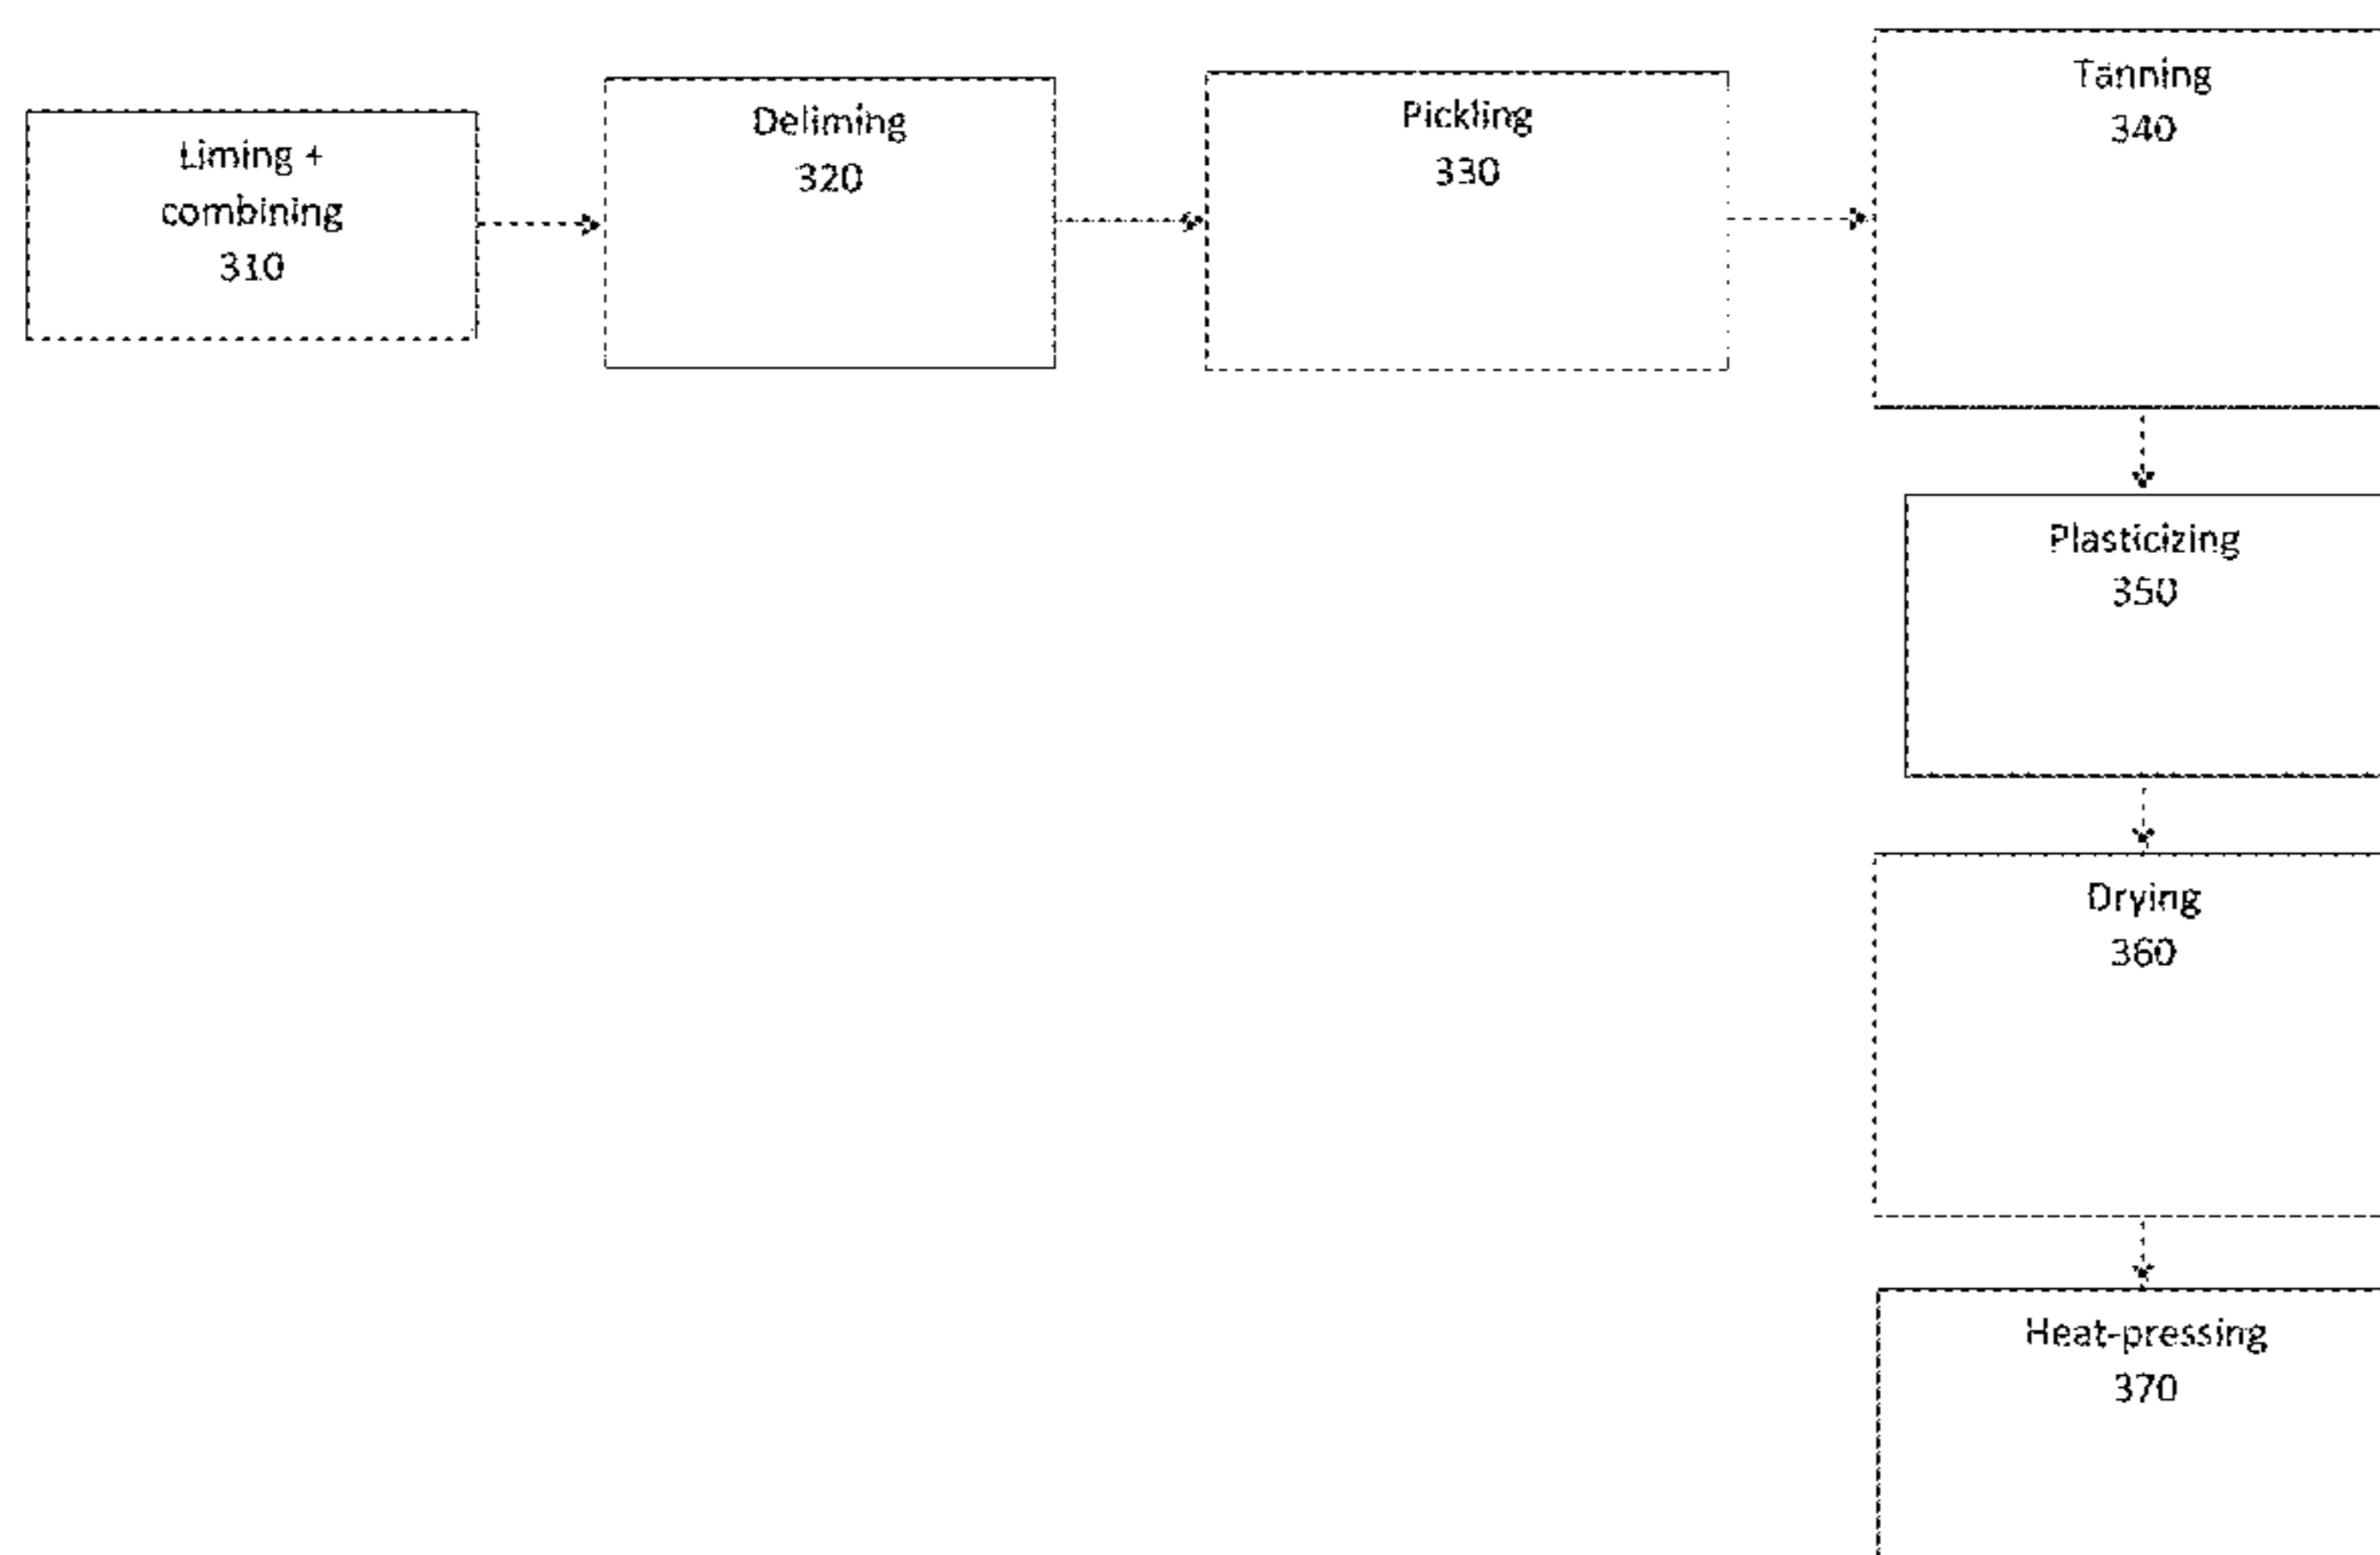 Liming +
combining
310
Deliming
320
Pickling
330
Tanning
340
Plasticizing
350
Drying
360
Heat-pressing
370